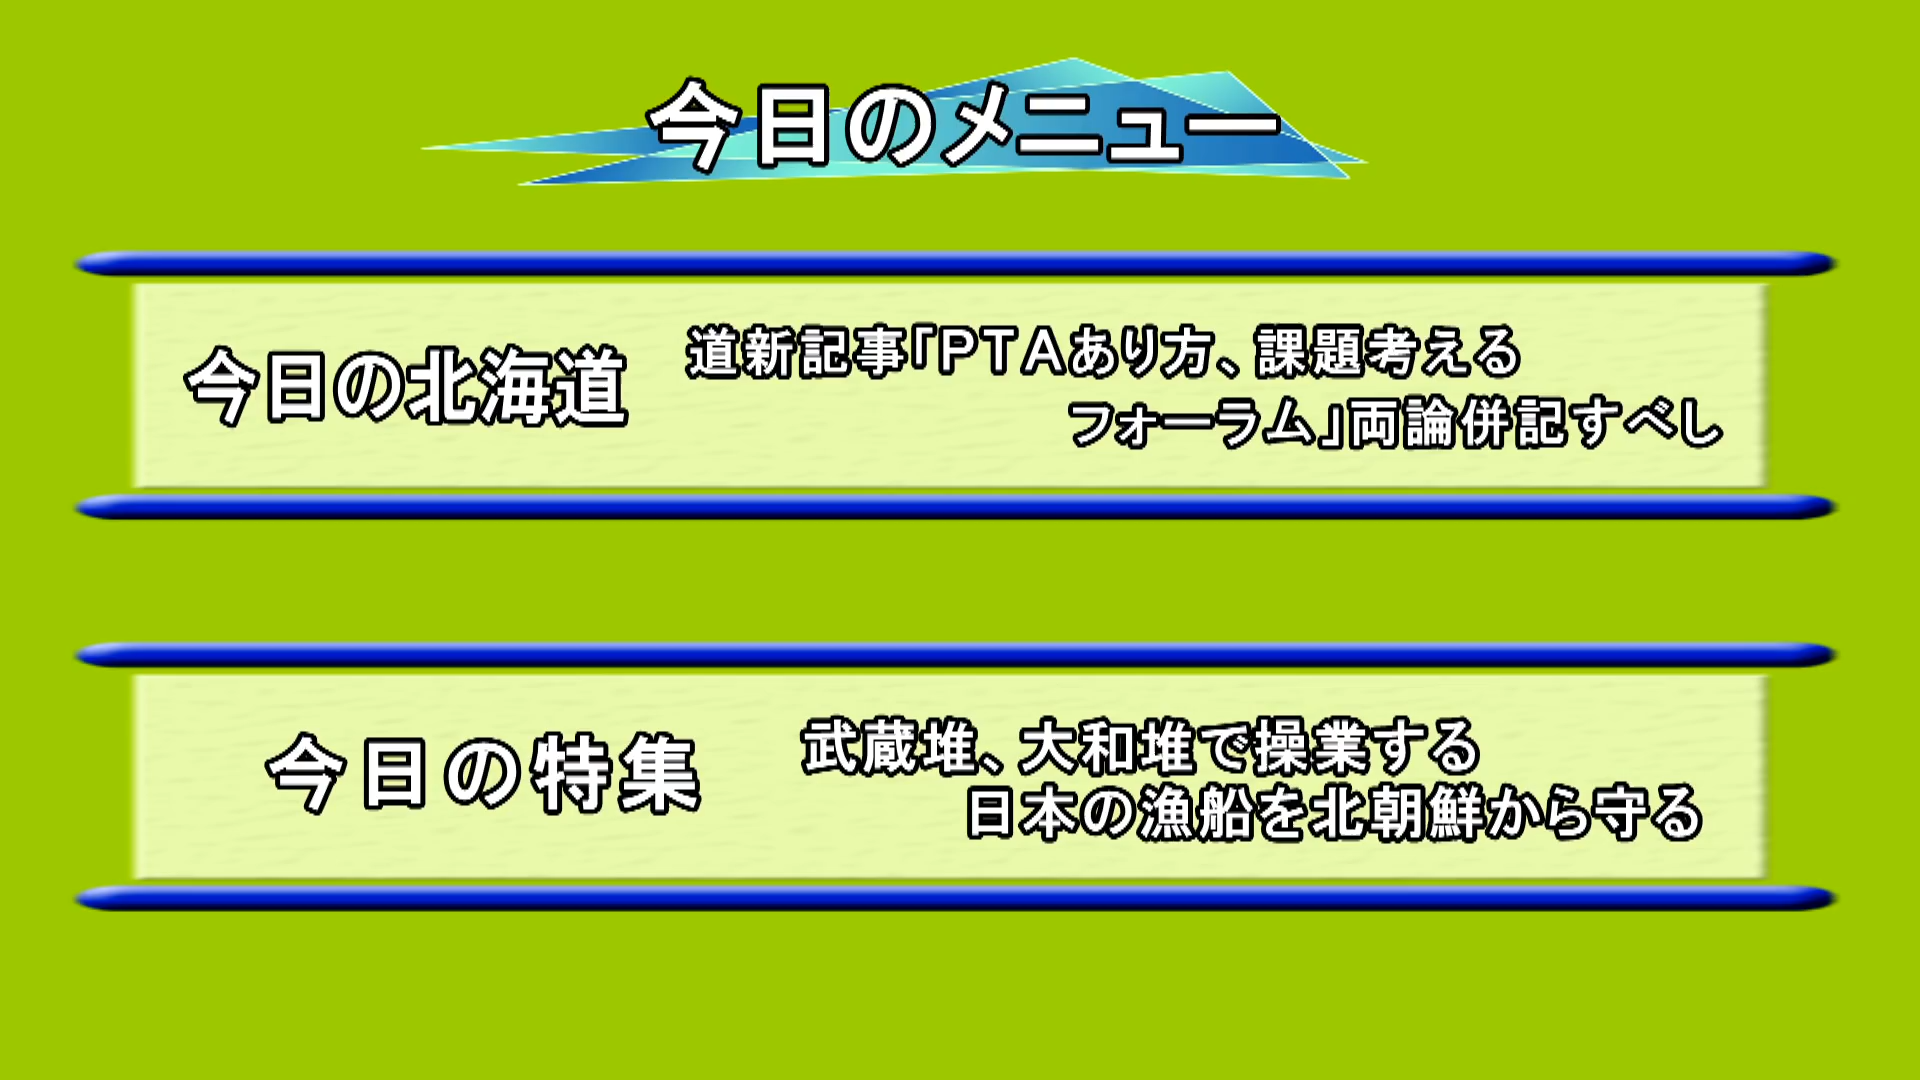 今日のメニュー
今日の北海道
道新記事「PTAあり方、課題考える
フォーラム」両論併記すべし
今日の特集
武蔵堆、大和堆で操業する
日本の漁船を北朝鮮から守る